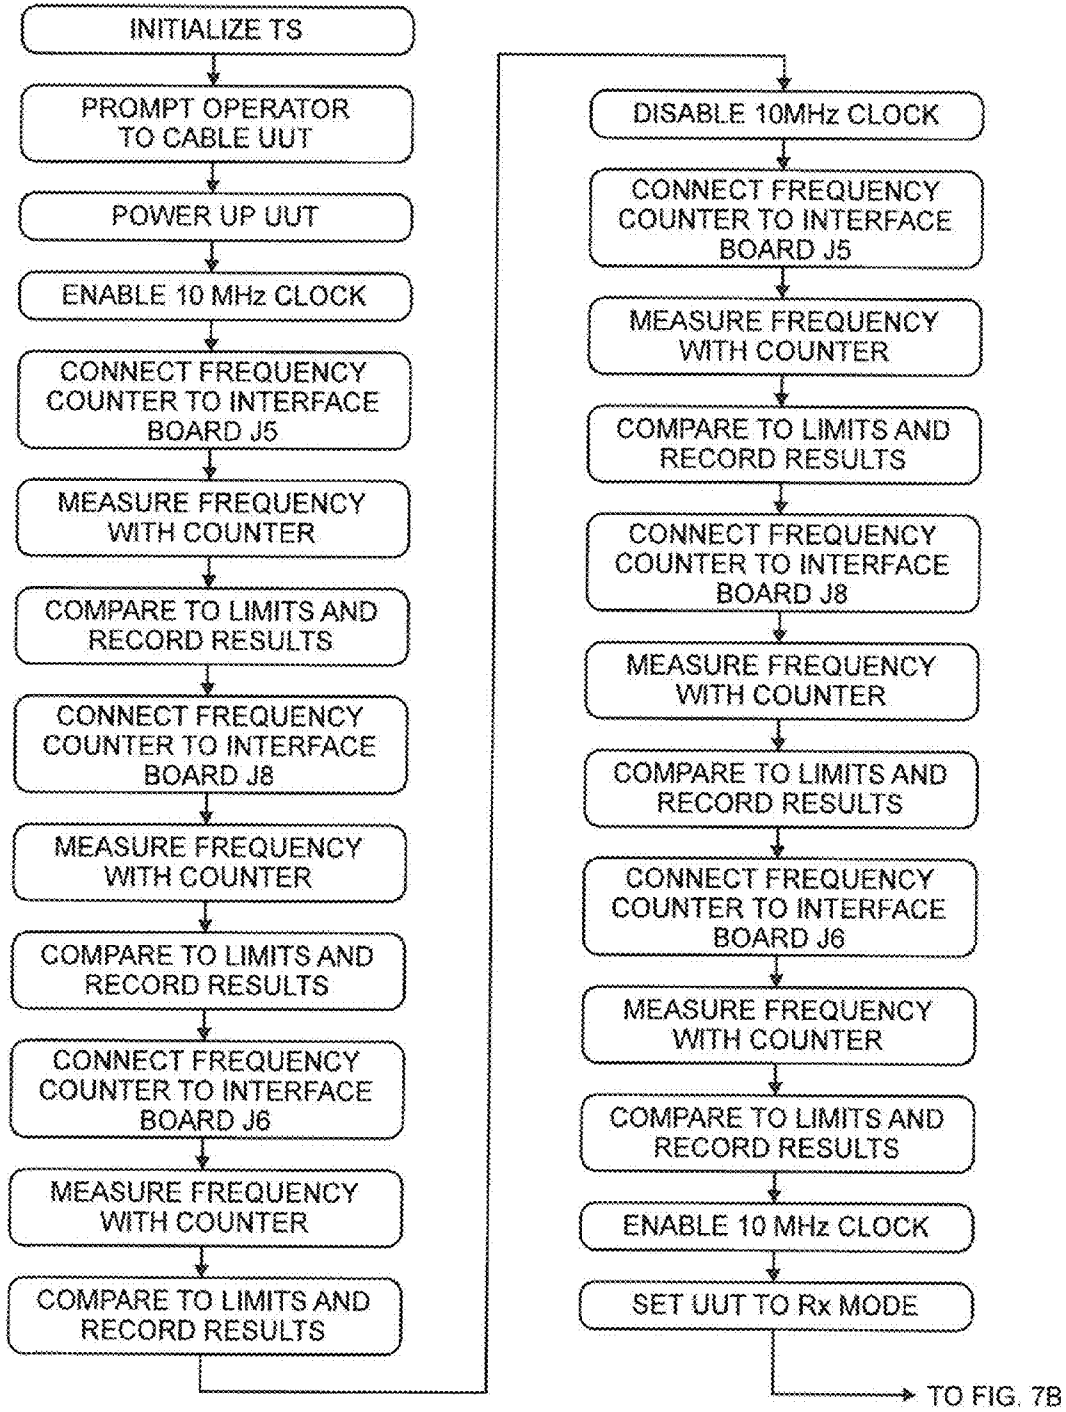 INITIALIZE TS
PROMPT OPERATOR
TO CABLE UUT
POWER UP UUT
ENABLE 10 MHz CLOCK
CONNECT FREQUENCY
COUNTER TO INTERFACE
BOARD J5
MEASURE FREQUENCY
WITH COUNTER
COMPARE TO LIMITS AND
RECORD RESULTS
CONNECT FREQUENCY
COUNTER TO INTERFACE
BOARD J8
MEASURE FREQUENCY
WITH COUNTER
COMPARE TO LIMITS AND
RECORD RESULTS
CONNECT FREQUENCY
COUNTER TO INTERFACE
BOARD J6
MEASURE FREQUENCY
WITH COUNTER
COMPARE TO LIMITS AND
RECORD RESULTS
DISABLE 10MHz CLOCK
CONNECT FREQUENCY
COUNTER TO INTERFACE
BOARD J5
MEASURE FREQUENCY
WITH COUNTER
COMPARE TO LIMITS AND
RECORD RESULTS
CONNECT FREQUENCY
COUNTER TO INTERFACE
BOARD J8
MEASURE FREQUENCY
WITH COUNTER
COMPARE TO LIMITS AND
RECORD RESULTS
CONNECT FREQUENCY
COUNTER TO INTERFACE
BOARD J6
MEASURE FREQUENCY
WITH COUNTER
COMPARE TO LIMITS AND
RECORD RESULTS
ENABLE 10 MHz CLOCK
SET UUT TO Rx MODE
TO FIG. 7B